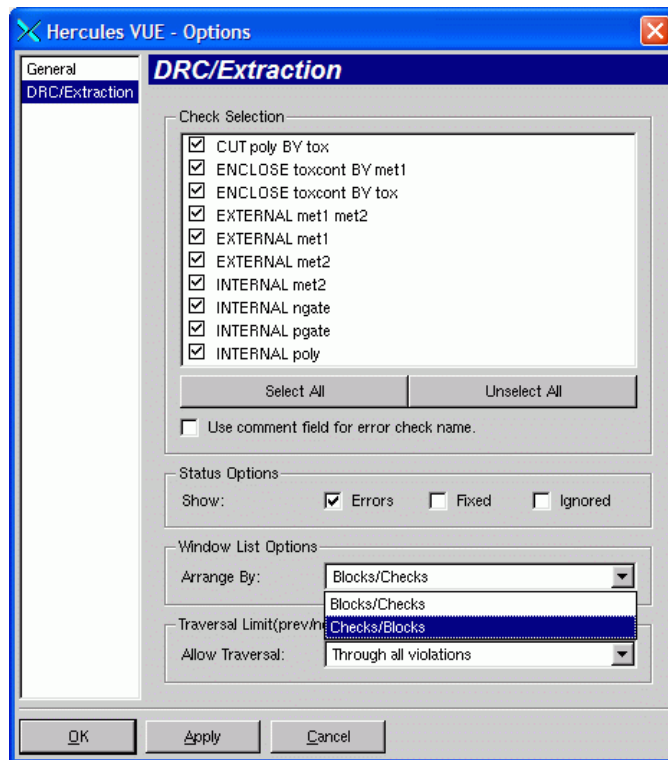 Hercules VUE - Options
General
DRC/Extraction
DRC/Extraction
Check Selection
CUT poly BY tox
ENCLOSE toxcont BY met1
ENCLOSE toxcont BY tox
EXTERNAL met1 met2
EXTERNAL met1
EXTERNAL met2
INTERNAL met2
INTERNAL ngate
INTERNAL pgate
INTERNAL poly
Select All Unselect All
Use comment field for error check name.
Status Options
Show: Errors Fixed Ignored
Window List Options
Arrange By: Blocks/Checks
Blocks/Checks
Traversal Limit(prev/ Checks/Blocks
Allow Traversal: Through all violations
OK Apply Cancel